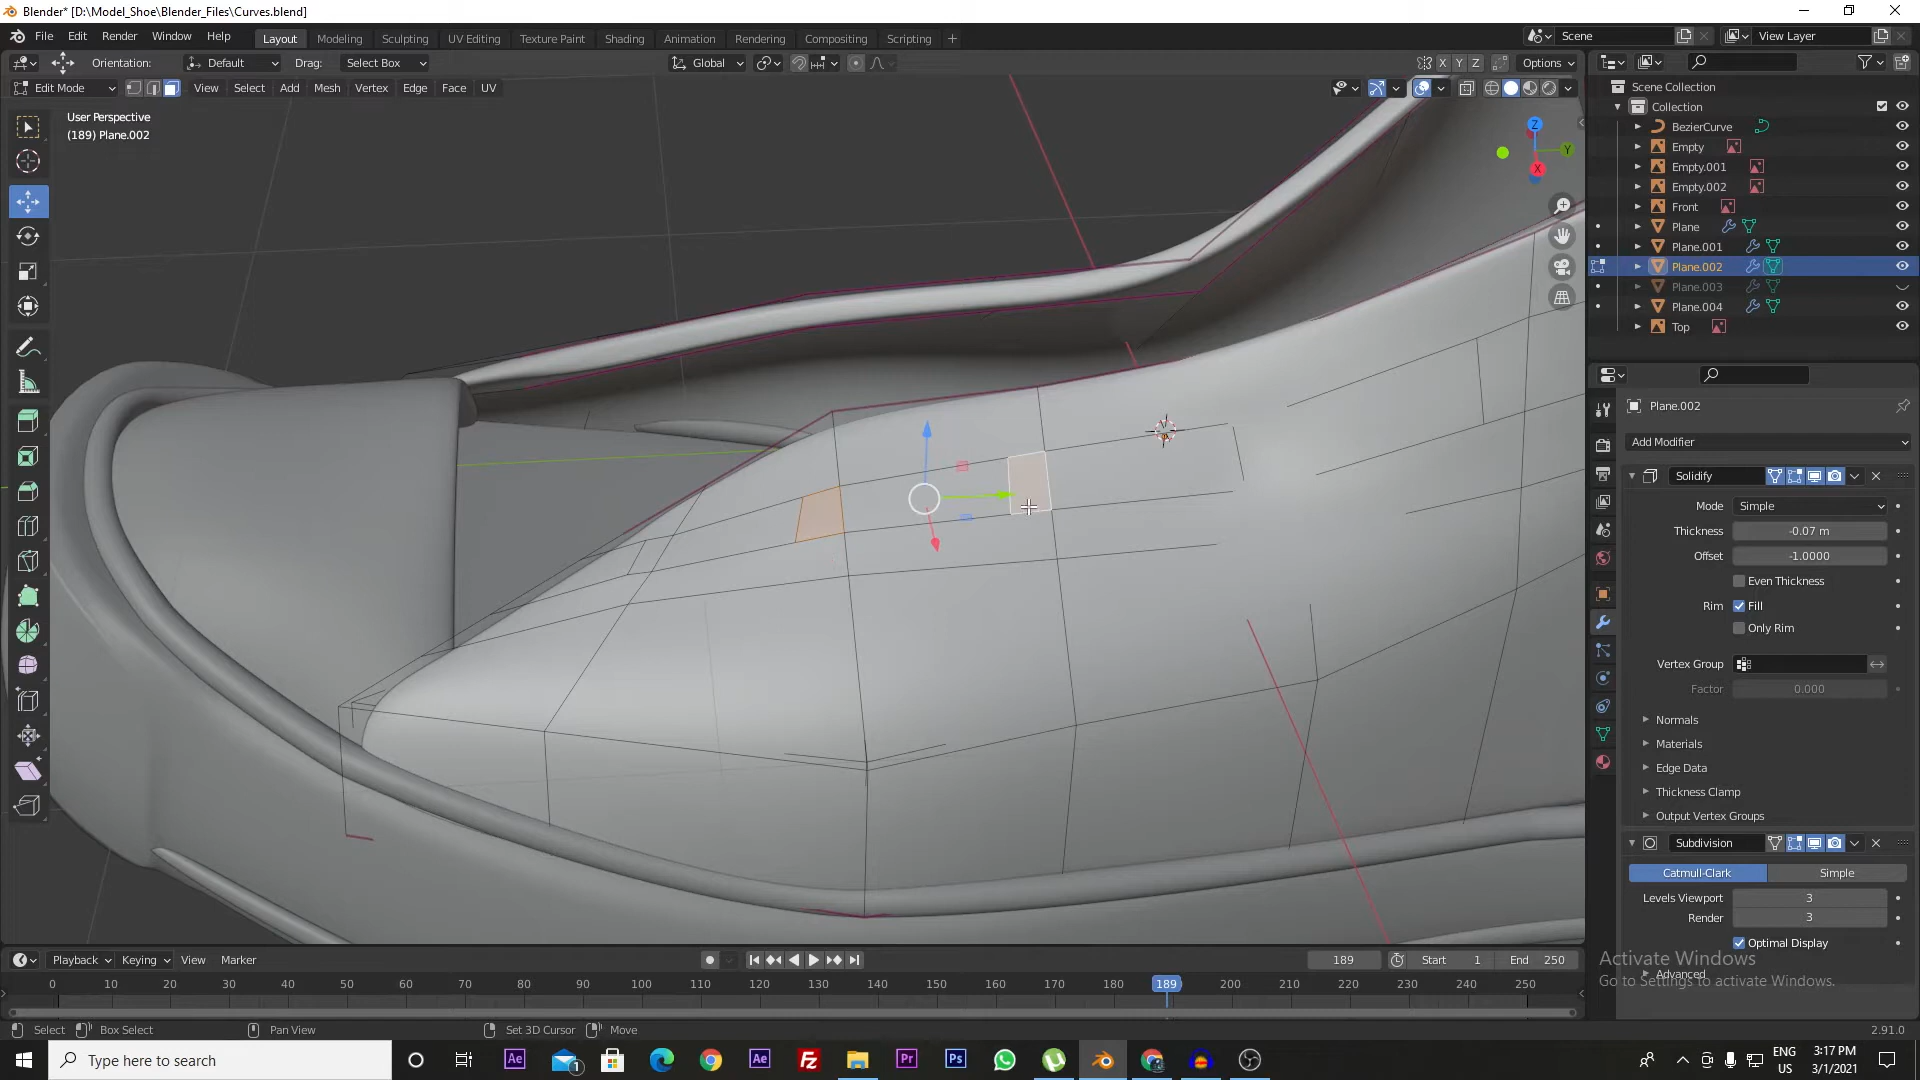 Blender* [D:\Model_Shoe\Blender_Files\Curves.blend]
File Edit Render Window Help Layout Modeling Sculpting UV Editing Texture Paint Shading Animation Rendering Compositing Scripting + Scene View Layer
Orientation: Default Drag: Select Box Global X Y Z Options
Edit Mode View Select Add Mesh Vertex Edge Face UV
User Perspective
(189) Plane.002
Z
Y
X
Scene Collection
Collection
BezierCurve
Empty
Empty.001
Empty.002
Front
Plane
Plane.001
Plane.002
Plane.003
Plane.004
Top
Plane.002
Add Modifier
Solidify
Mode Simple
Thickness -0.07 m
Offset -1.0000
Even Thickness
Rim Fill
Only Rim
Vertex Group
Factor 0.000
Normals
Materials
Edge Data
Thickness Clamp
Output Vertex Groups
Subdivision
Catmull-Clark Simple
Levels Viewport 3
Render 3
Optimal Display
Advanced
Activate Windows
Go to Settings to activate Windows.
Playback Keying View Marker 189 Start 1 End 250
0 10 20 30 40 50 60 70 80 90 100 110 120 130 140 150 160 170 180 189 200 210 220 230 240 250
Select Box Select Pan View Set 3D Cursor Move 2.91.0
Type here to search
Ae
1
Ae
Fz
Pr
Ps
ENG
US
3:17 PM
3/1/2021